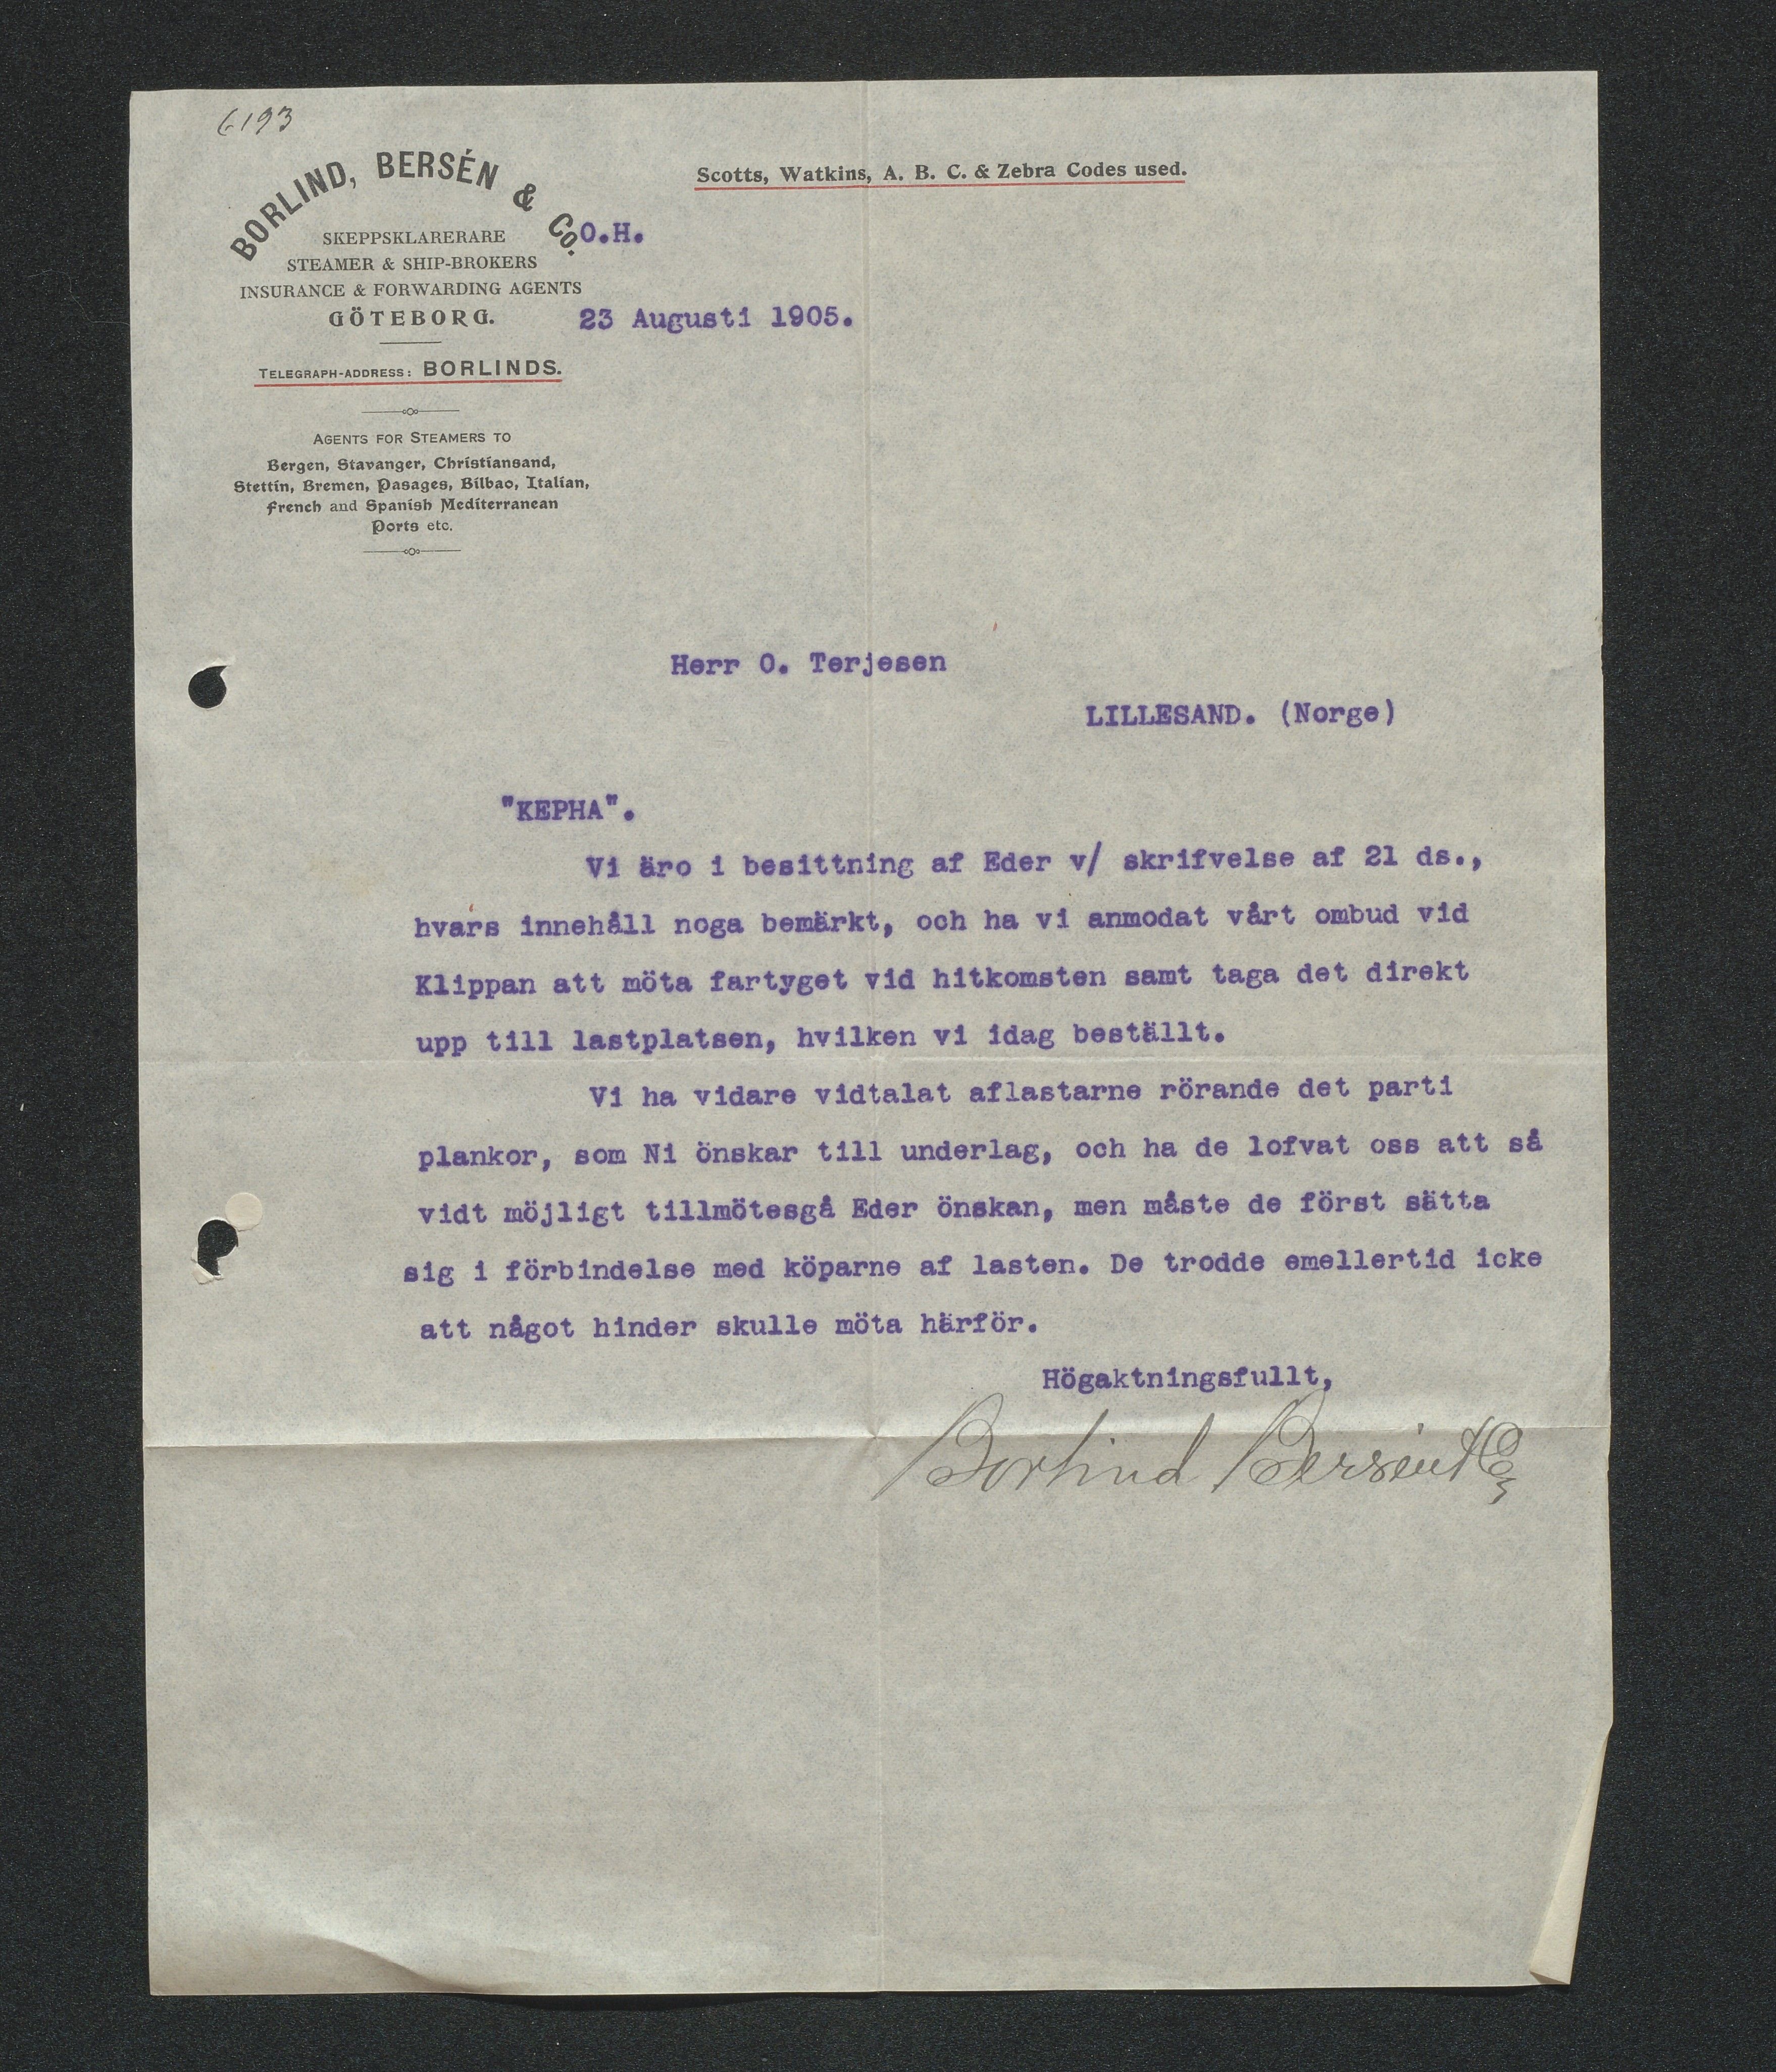 6193
BORLIND, BERSÉN & Co.
SKEPPSKLARERARE
STEAMER & SHIP-BROKERS
INSURANCE & FORWARDING AGENTS
GÖTEBORG.
TELEGRAPH-ADDRESS: BORLINDS.
AGENTS FOR STEAMERS TO
Bergen, Stavanger, Christiansand,
Stettin, Bremen, Pasages, Bilbao, Italian,
French and Spanish Mediterranean
Ports etc.
Scotts, Watkins, A. B. C. & Zebra Codes used.
O.H.
23 Augusti 1905.
Herr O. Terjesen
LILLESAND. (Norge)
"KEPHA".
Vi äro i besittning af Eder v/ skrifvelse af 21 ds.,
hvars innehåll noga bemärkt, och ha vi anmodat vårt ombud vid
Klippan att möta fartyget vid hitkomsten samt taga det direkt
upp till lastplatsen, hvilken vi idag beställt.
Vi ha vidare vidtalat aflastarne rörande det parti
plankor, som Ni önskar till underlag, och ha de lofvat oss att så
vidt möjligt tillmötesgå Eder önskan, men måste de först sätta
sig i förbindelse med köparne af lasten. De trodde emellertid icke
att något hinder skulle möta härför.
Högaktningsfullt,
Borlind Bersén & Co